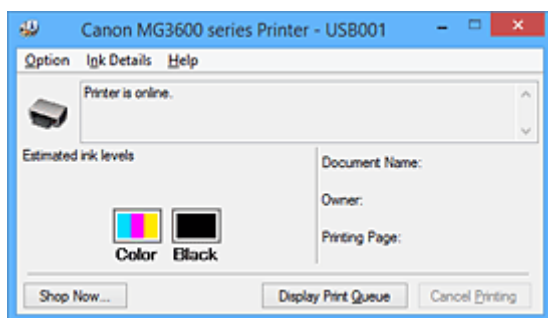 Canon MG3600 series Printer - USB001
Option Ink Details Help
Printer is online.
Estimated ink levels
Document Name:
Owner:
Printing Page:
Color Black
Shop Now... Display Print Queue Cancel Printing